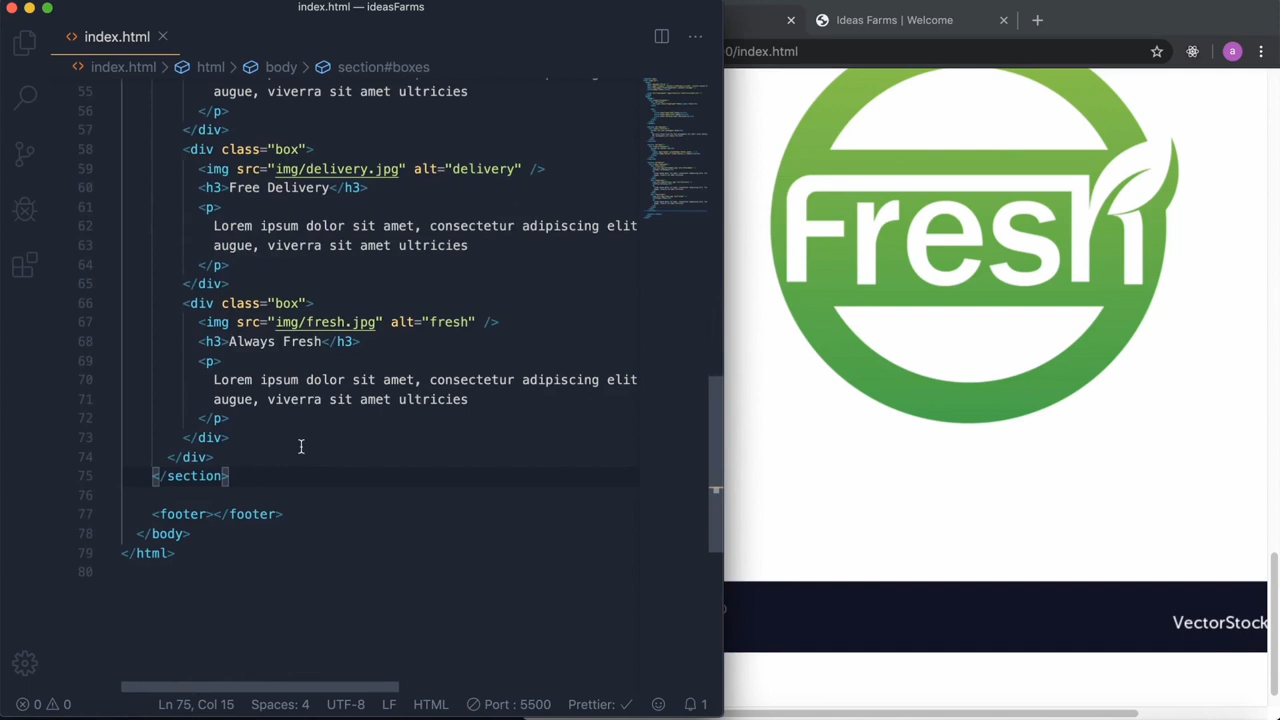 index.html — ideasFarms
index.html
index.html > html > body > section#boxes
55 augue, viverra sit amet ultricies
56 </p>
57 </div>
58 <div class="box">
59 <img src="img/delivery.jpg" alt="delivery" />
60 <h3>Free Delivery</h3>
61 <p>
62 Lorem ipsum dolor sit amet, consectetur adipiscing elit
63 augue, viverra sit amet ultricies
64 </p>
65 </div>
66 <div class="box">
67 <img src="img/fresh.jpg" alt="fresh" />
68 <h3>Always Fresh</h3>
69 <p>
70 Lorem ipsum dolor sit amet, consectetur adipiscing elit
71 augue, viverra sit amet ultricies
72 </p>
73 </div>
74 </div>
75 </section>
76
77 <footer></footer>
78 </body>
79 </html>
80
0 0
Ln 75, Col 15
Spaces: 4
UTF-8
LF
HTML
Port : 5500
Prettier: ✓
1
Ideas Farms | Welcome
0/index.html
a
Fresh
VectorStock